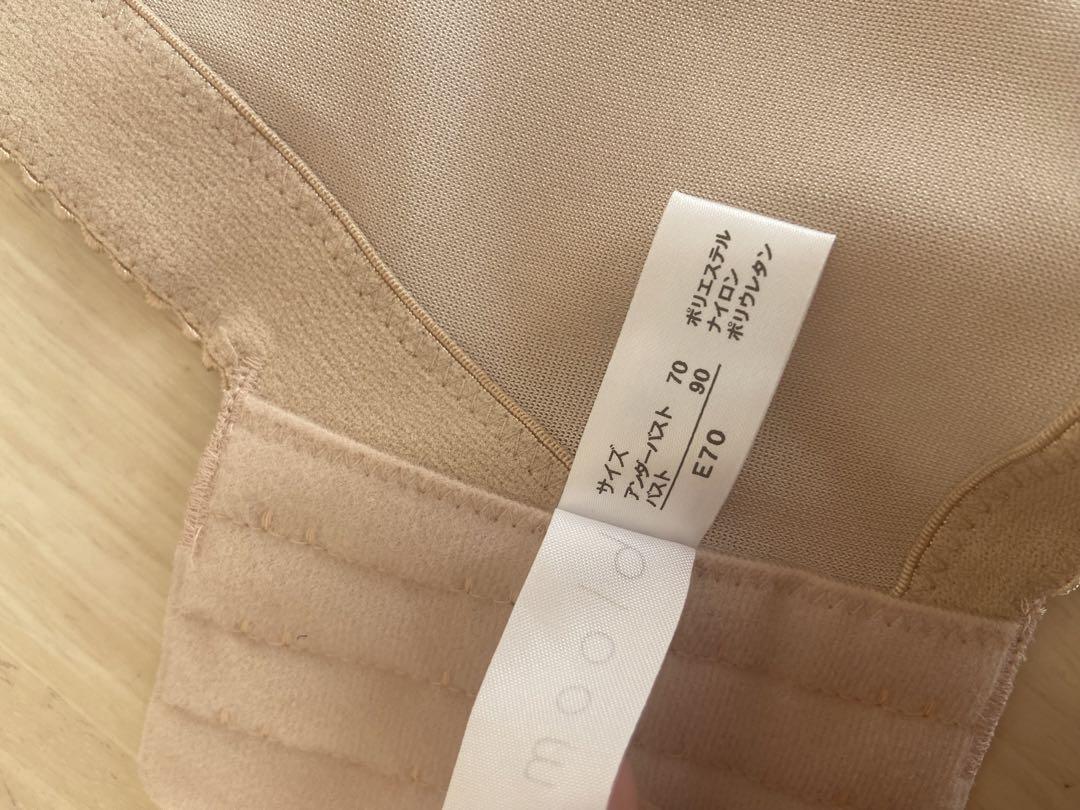 サイズ
アンダーバスト 70
バスト 90
E70
ポリエステル
ナイロン
ポリウレタン
moold